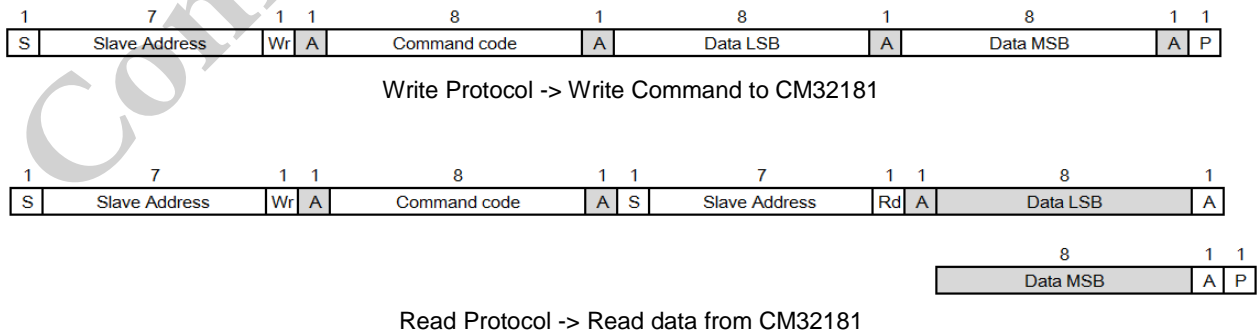 1 7 1 1 8 1 8 1 8 1 1
S Slave Address Wr A Command code A Data LSB A Data MSB A P
Write Protocol -> Write Command to CM32181
1 7 1 1 8 1 1 7 1 1 8 1
S Slave Address Wr A Command code A S Slave Address Rd A Data LSB A
8 1 1
Data MSB A P
Read Protocol -> Read data from CM32181
Con